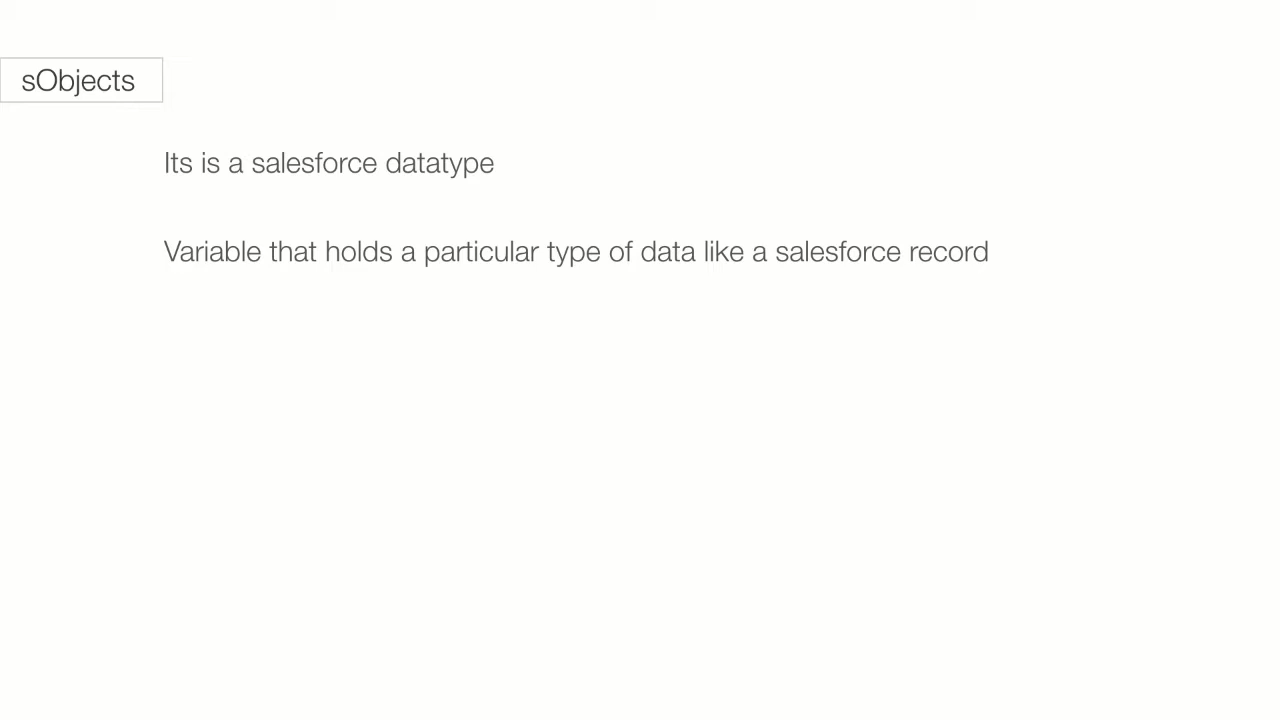 sObjects
Its is a salesforce datatype
Variable that holds a particular type of data like a salesforce record